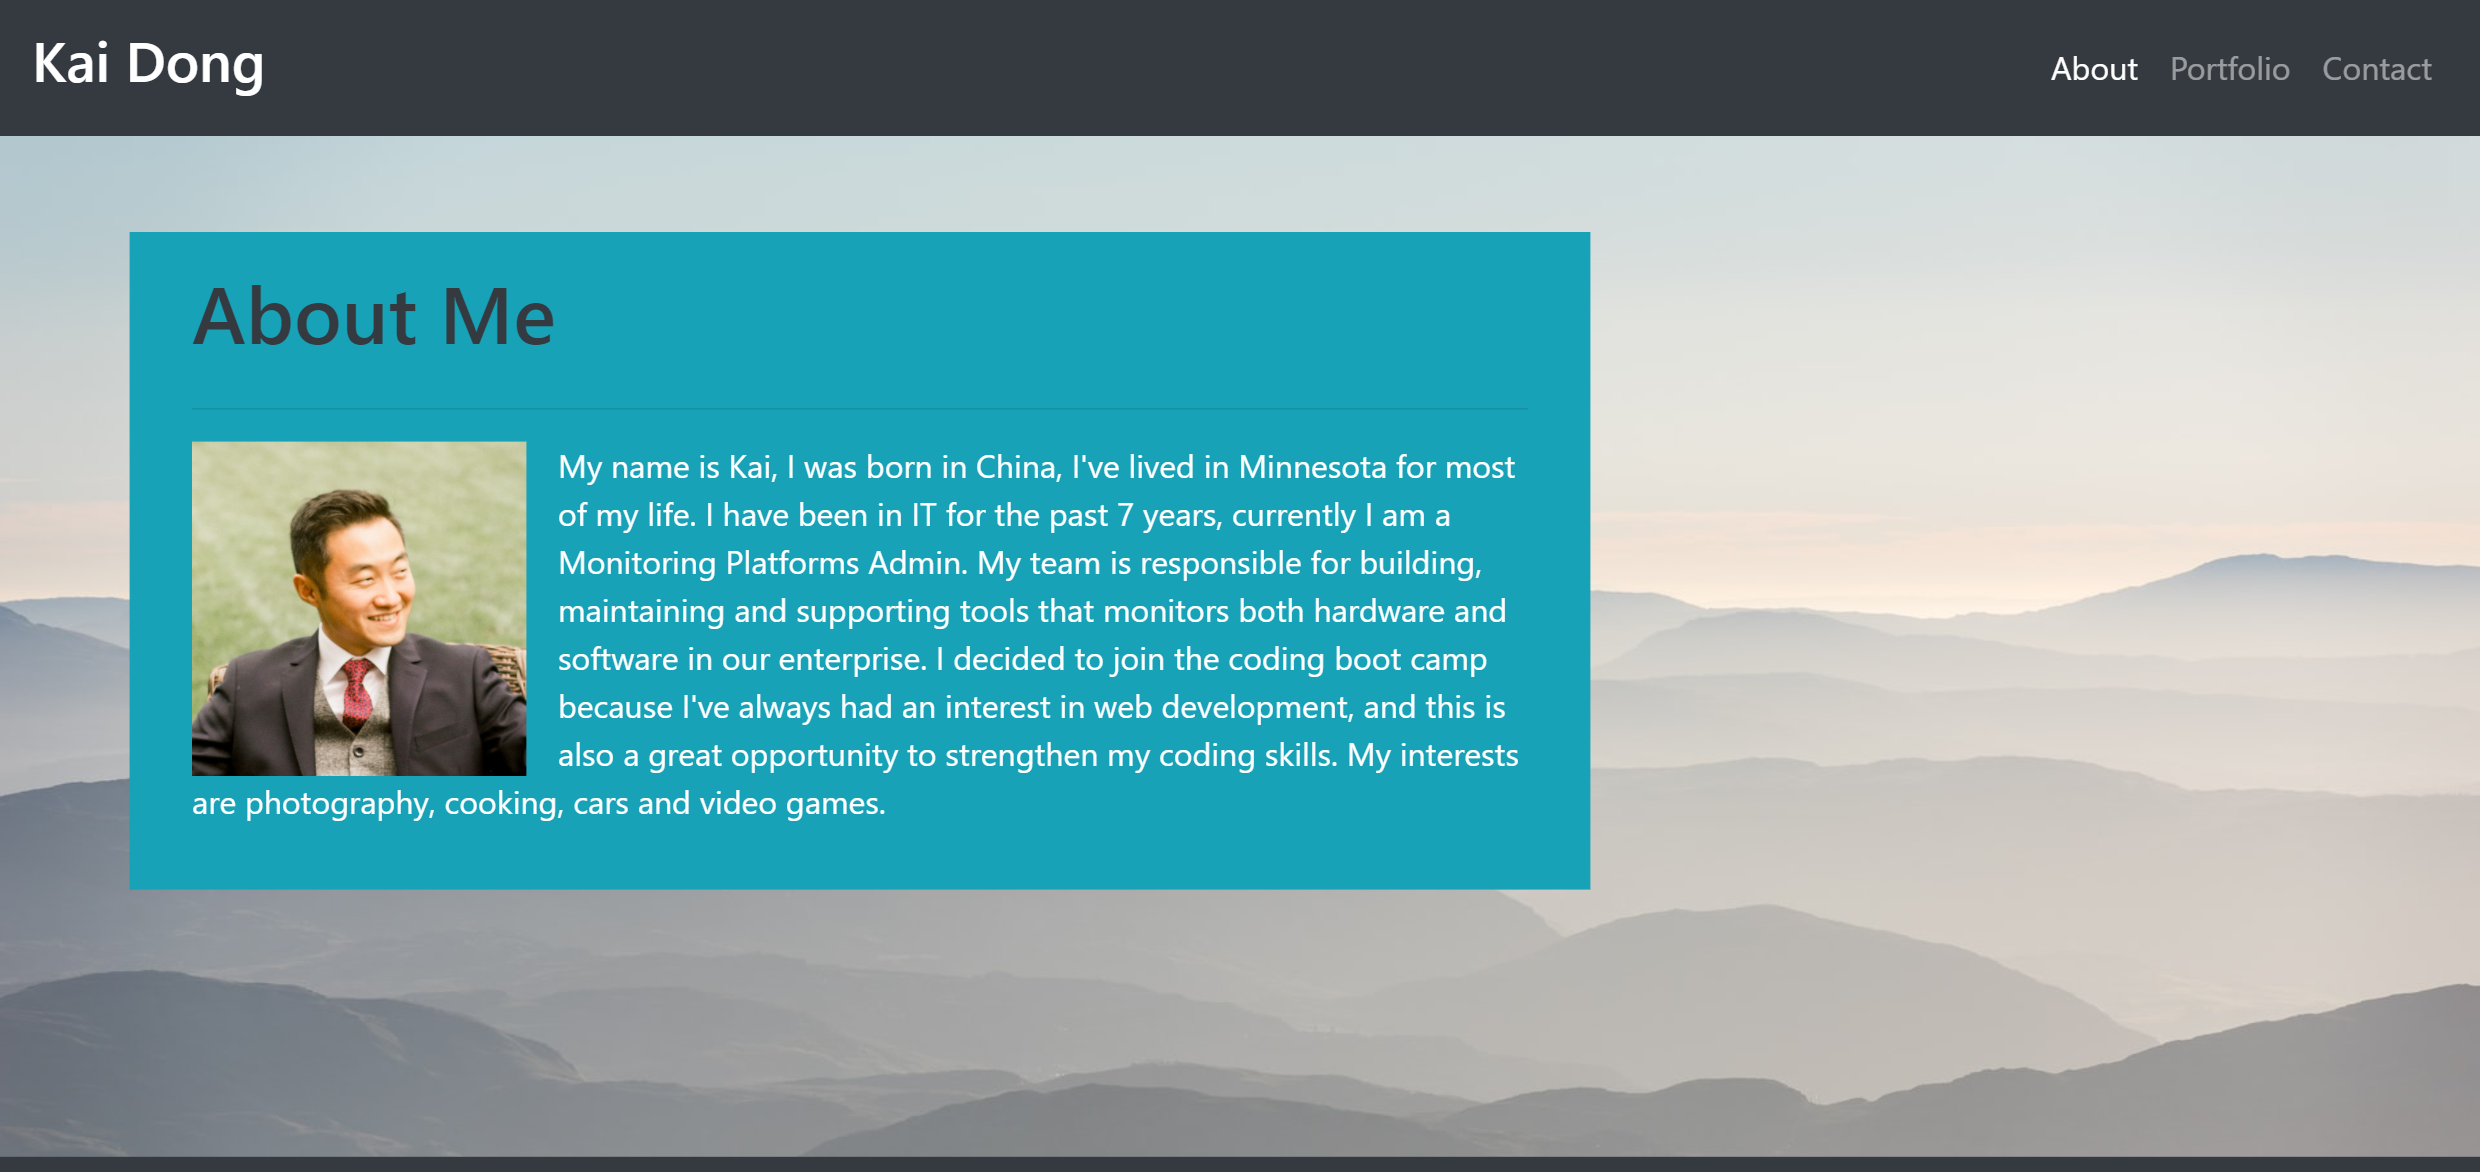 Kai Dong
About Portfolio Contact
About Me
My name is Kai, I was born in China, I've lived in Minnesota for most
of my life. I have been in IT for the past 7 years, currently I am a
Monitoring Platforms Admin. My team is responsible for building,
maintaining and supporting tools that monitors both hardware and
software in our enterprise. I decided to join the coding boot camp
because I've always had an interest in web development, and this is
also a great opportunity to strengthen my coding skills. My interests
are photography, cooking, cars and video games.